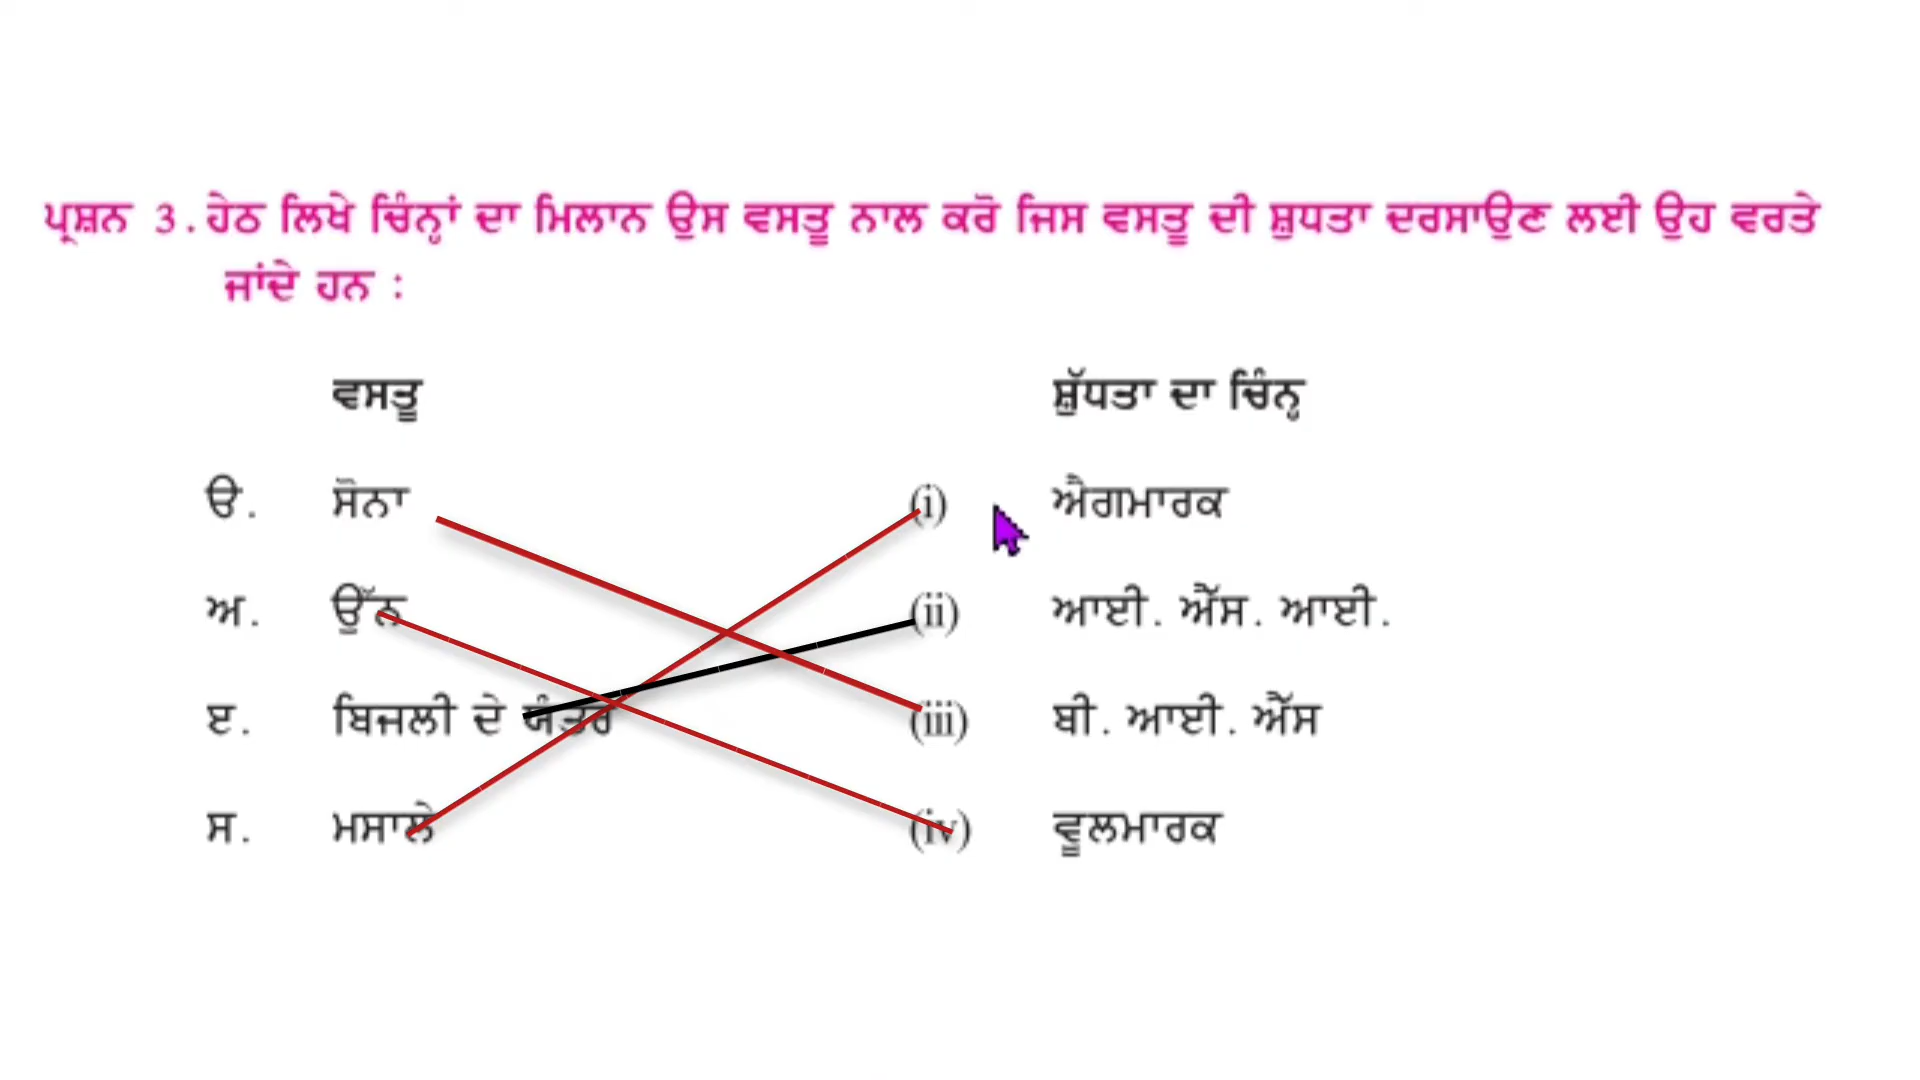 ਪ੍ਰਸ਼ਨ 3. ਹੇਠ ਲਿਖੇ ਚਿੰਨ੍ਹਾਂ ਦਾ ਮਿਲਾਨ ਉਸ ਵਸਤੂ ਨਾਲ ਕਰੋ ਜਿਸ ਵਸਤੂ ਦੀ ਸ਼ੁਧਤਾ ਦਰਸਾਉਣ ਲਈ ਉਹ ਵਰਤੇ
ਜਾਂਦੇ ਹਨ :
ਵਸਤੂ ਸ਼ੁੱਧਤਾ ਦਾ ਚਿੰਨ੍ਹ
ੳ. ਸੋਨਾ (i) ਐਗਮਾਰਕ
ਅ. ਉੱਨ (ii) ਆਈ. ਐੱਸ. ਆਈ.
ੲ. ਬਿਜਲੀ ਦੇ ਯੰਤਰ (iii) ਬੀ. ਆਈ. ਐੱਸ
ਸ. ਮਸਾਲੇ (iv) ਵੂਲਮਾਰਕ